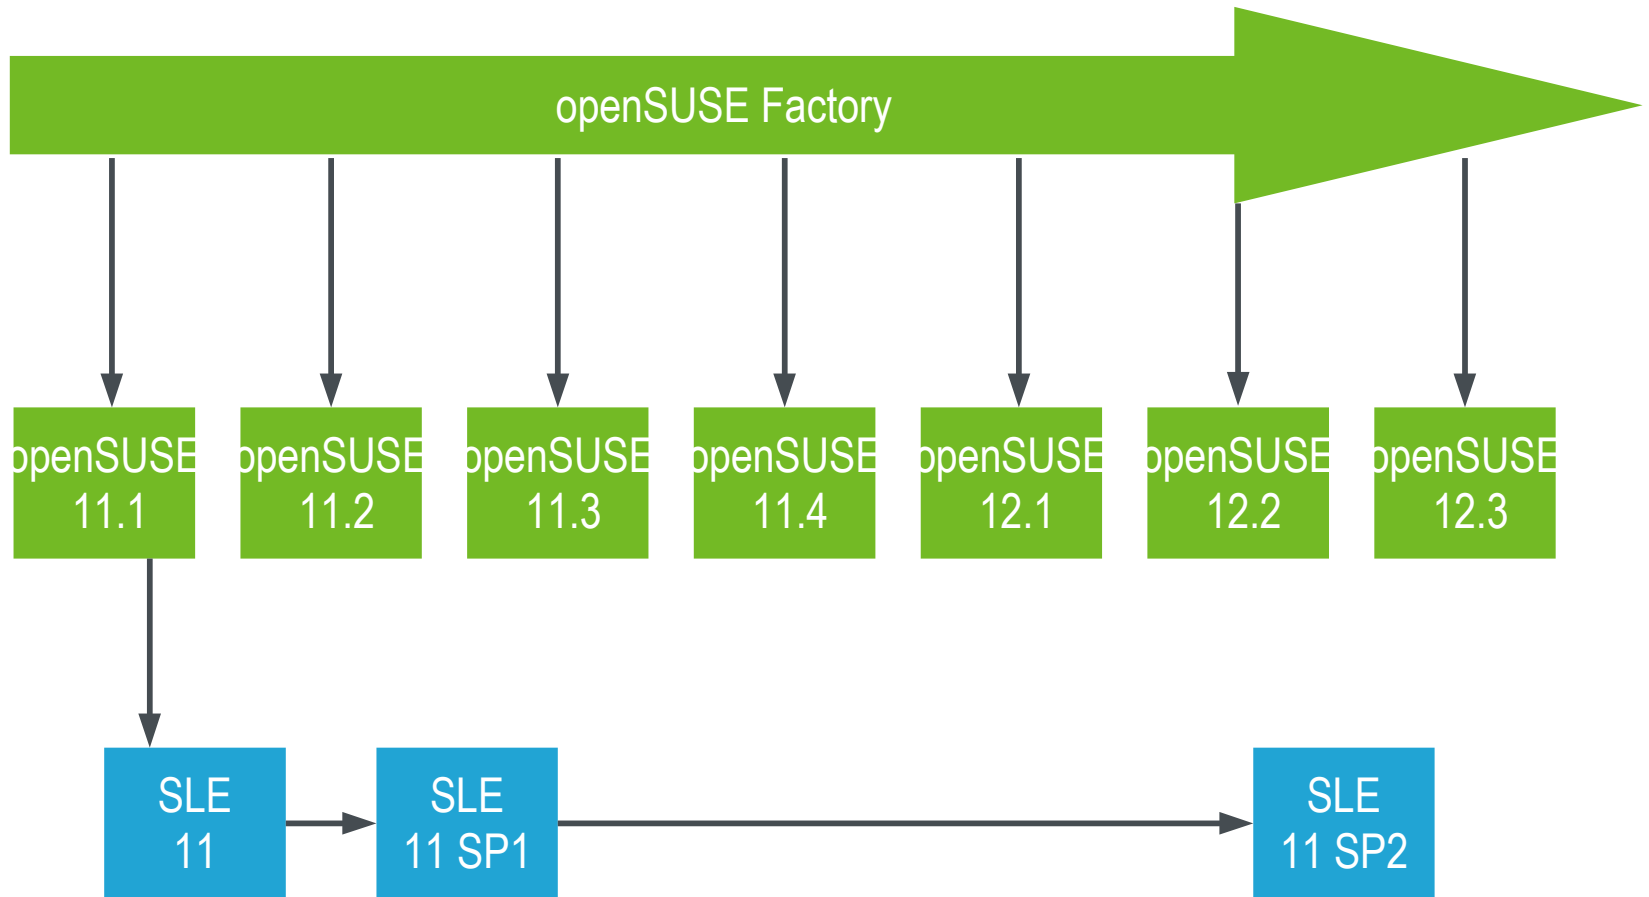 openSUSE Factory
openSUSE
11.1
openSUSE
11.2
openSUSE
11.3
openSUSE
11.4
openSUSE
12.1
openSUSE
12.2
openSUSE
12.3
SLE
11
SLE
11 SP1
SLE
11 SP2